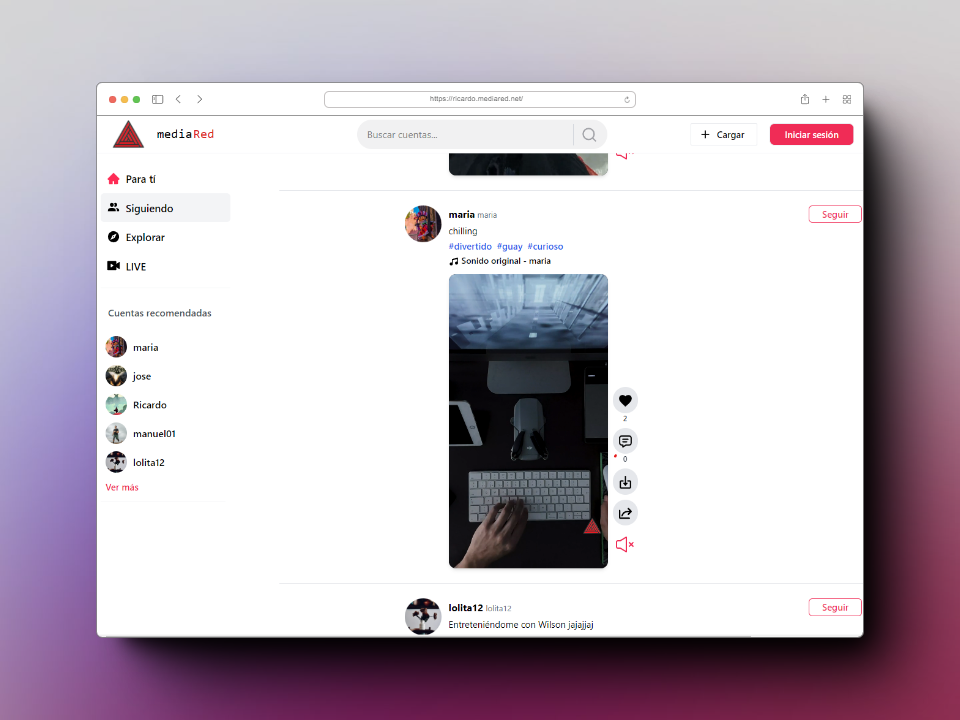 https://ricardo.mediared.net/
mediaRed
Buscar cuentas...
+ Cargar
Iniciar sesión
Para tí
Siguiendo
Explorar
LIVE
Cuentas recomendadas
maria
jose
Ricardo
manuel01
lolita12
Ver más
maria maria
Seguir
chilling
#divertido #guay #curioso
Sonido original - maria
2
0
lolita12 lolita12
Seguir
Entreteniéndome con Wilson jajajjaj